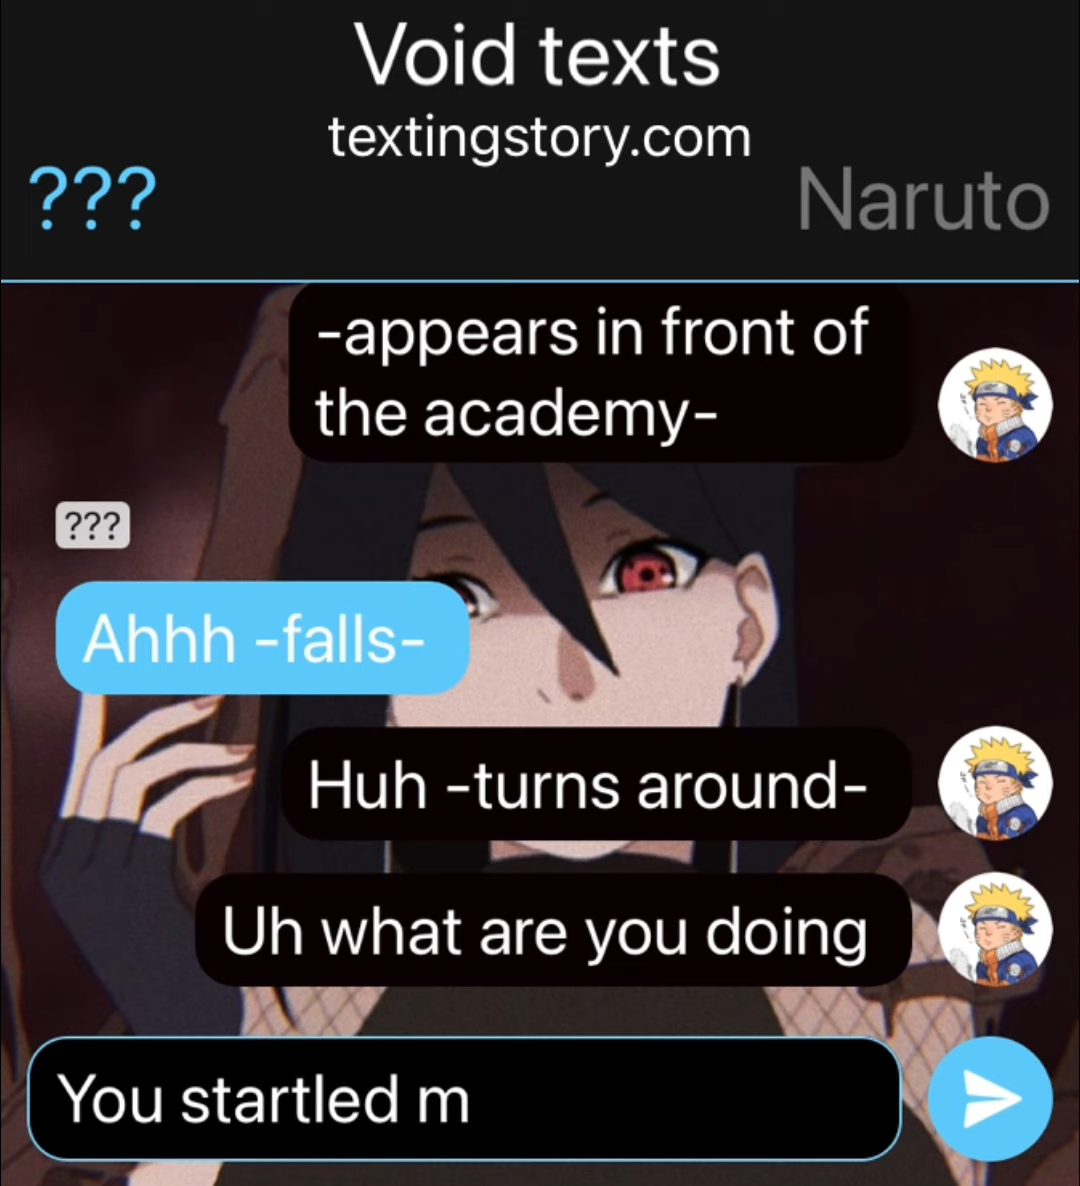 Void texts
textingstory.com
???
Naruto
-appears in front of
the academy-
???
Ahhh -falls-
Huh -turns around-
Uh what are you doing
You startled m